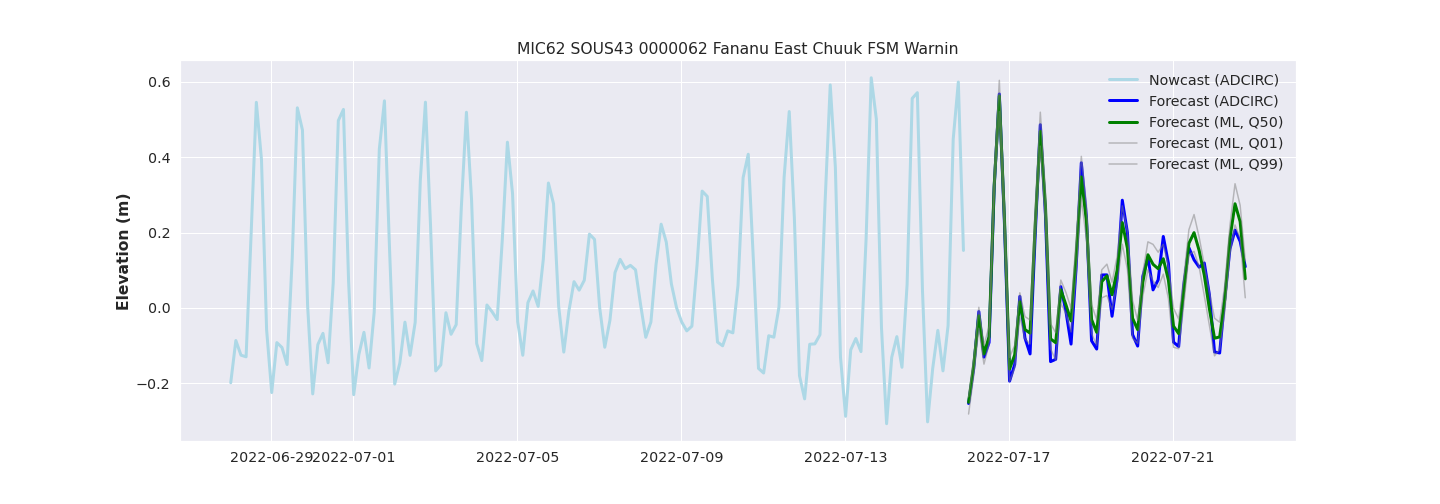 MIC62 SOUS43 0000062 Fananu East Chuuk FSM Warnin
Nowcast (ADCIRC)
Forecast (ADCIRC)
Forecast (ML, Q50)
Forecast (ML, Q01)
Forecast (ML, Q99)
Elevation (m)
0.6
0.4
0.2
0.0
−0.2
2022-06-29 2022-07-01 2022-07-05 2022-07-09 2022-07-13 2022-07-17 2022-07-21